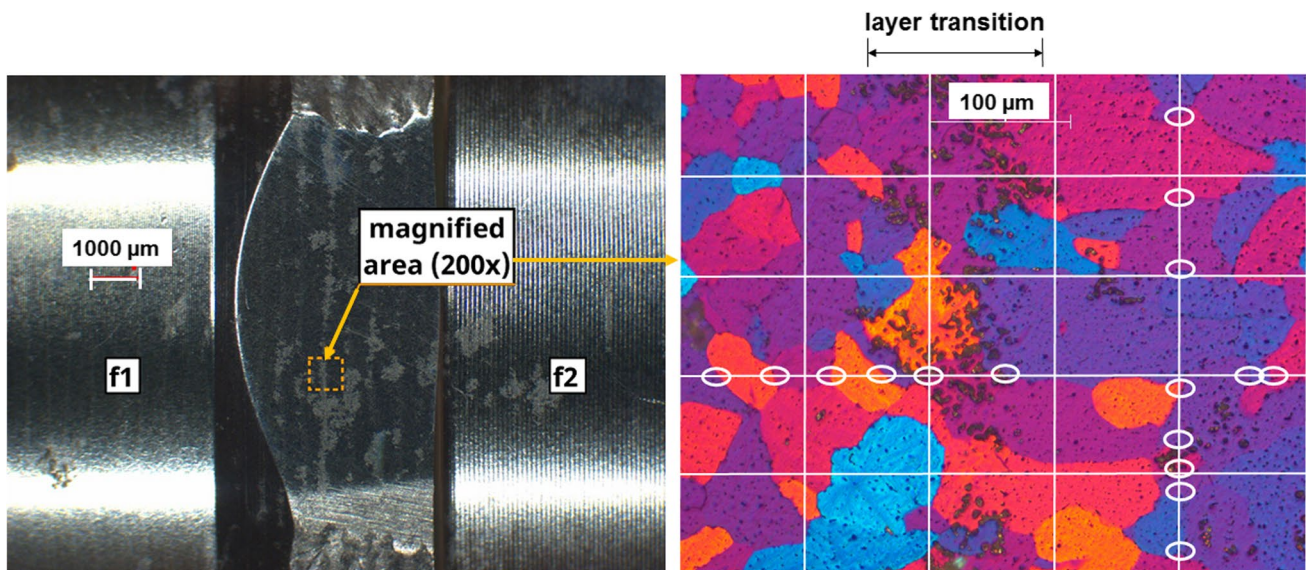 layer transition
100 µm
1000 µm
magnified
area (200x)
f1
f2